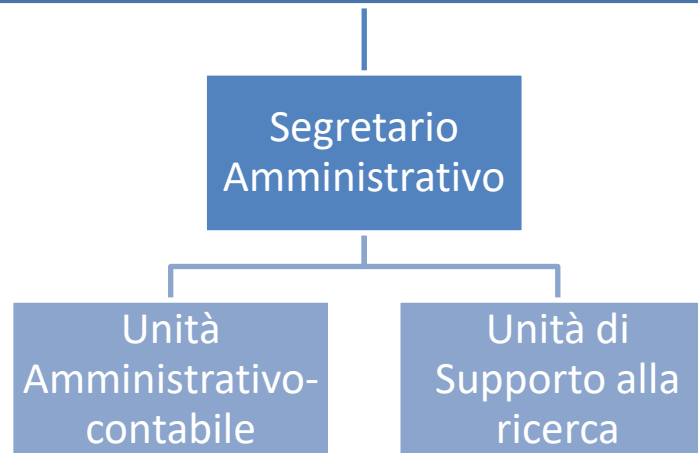 Segretario
Amministrativo
Unità
Amministrativo-
contabile
Unità di
Supporto alla
ricerca